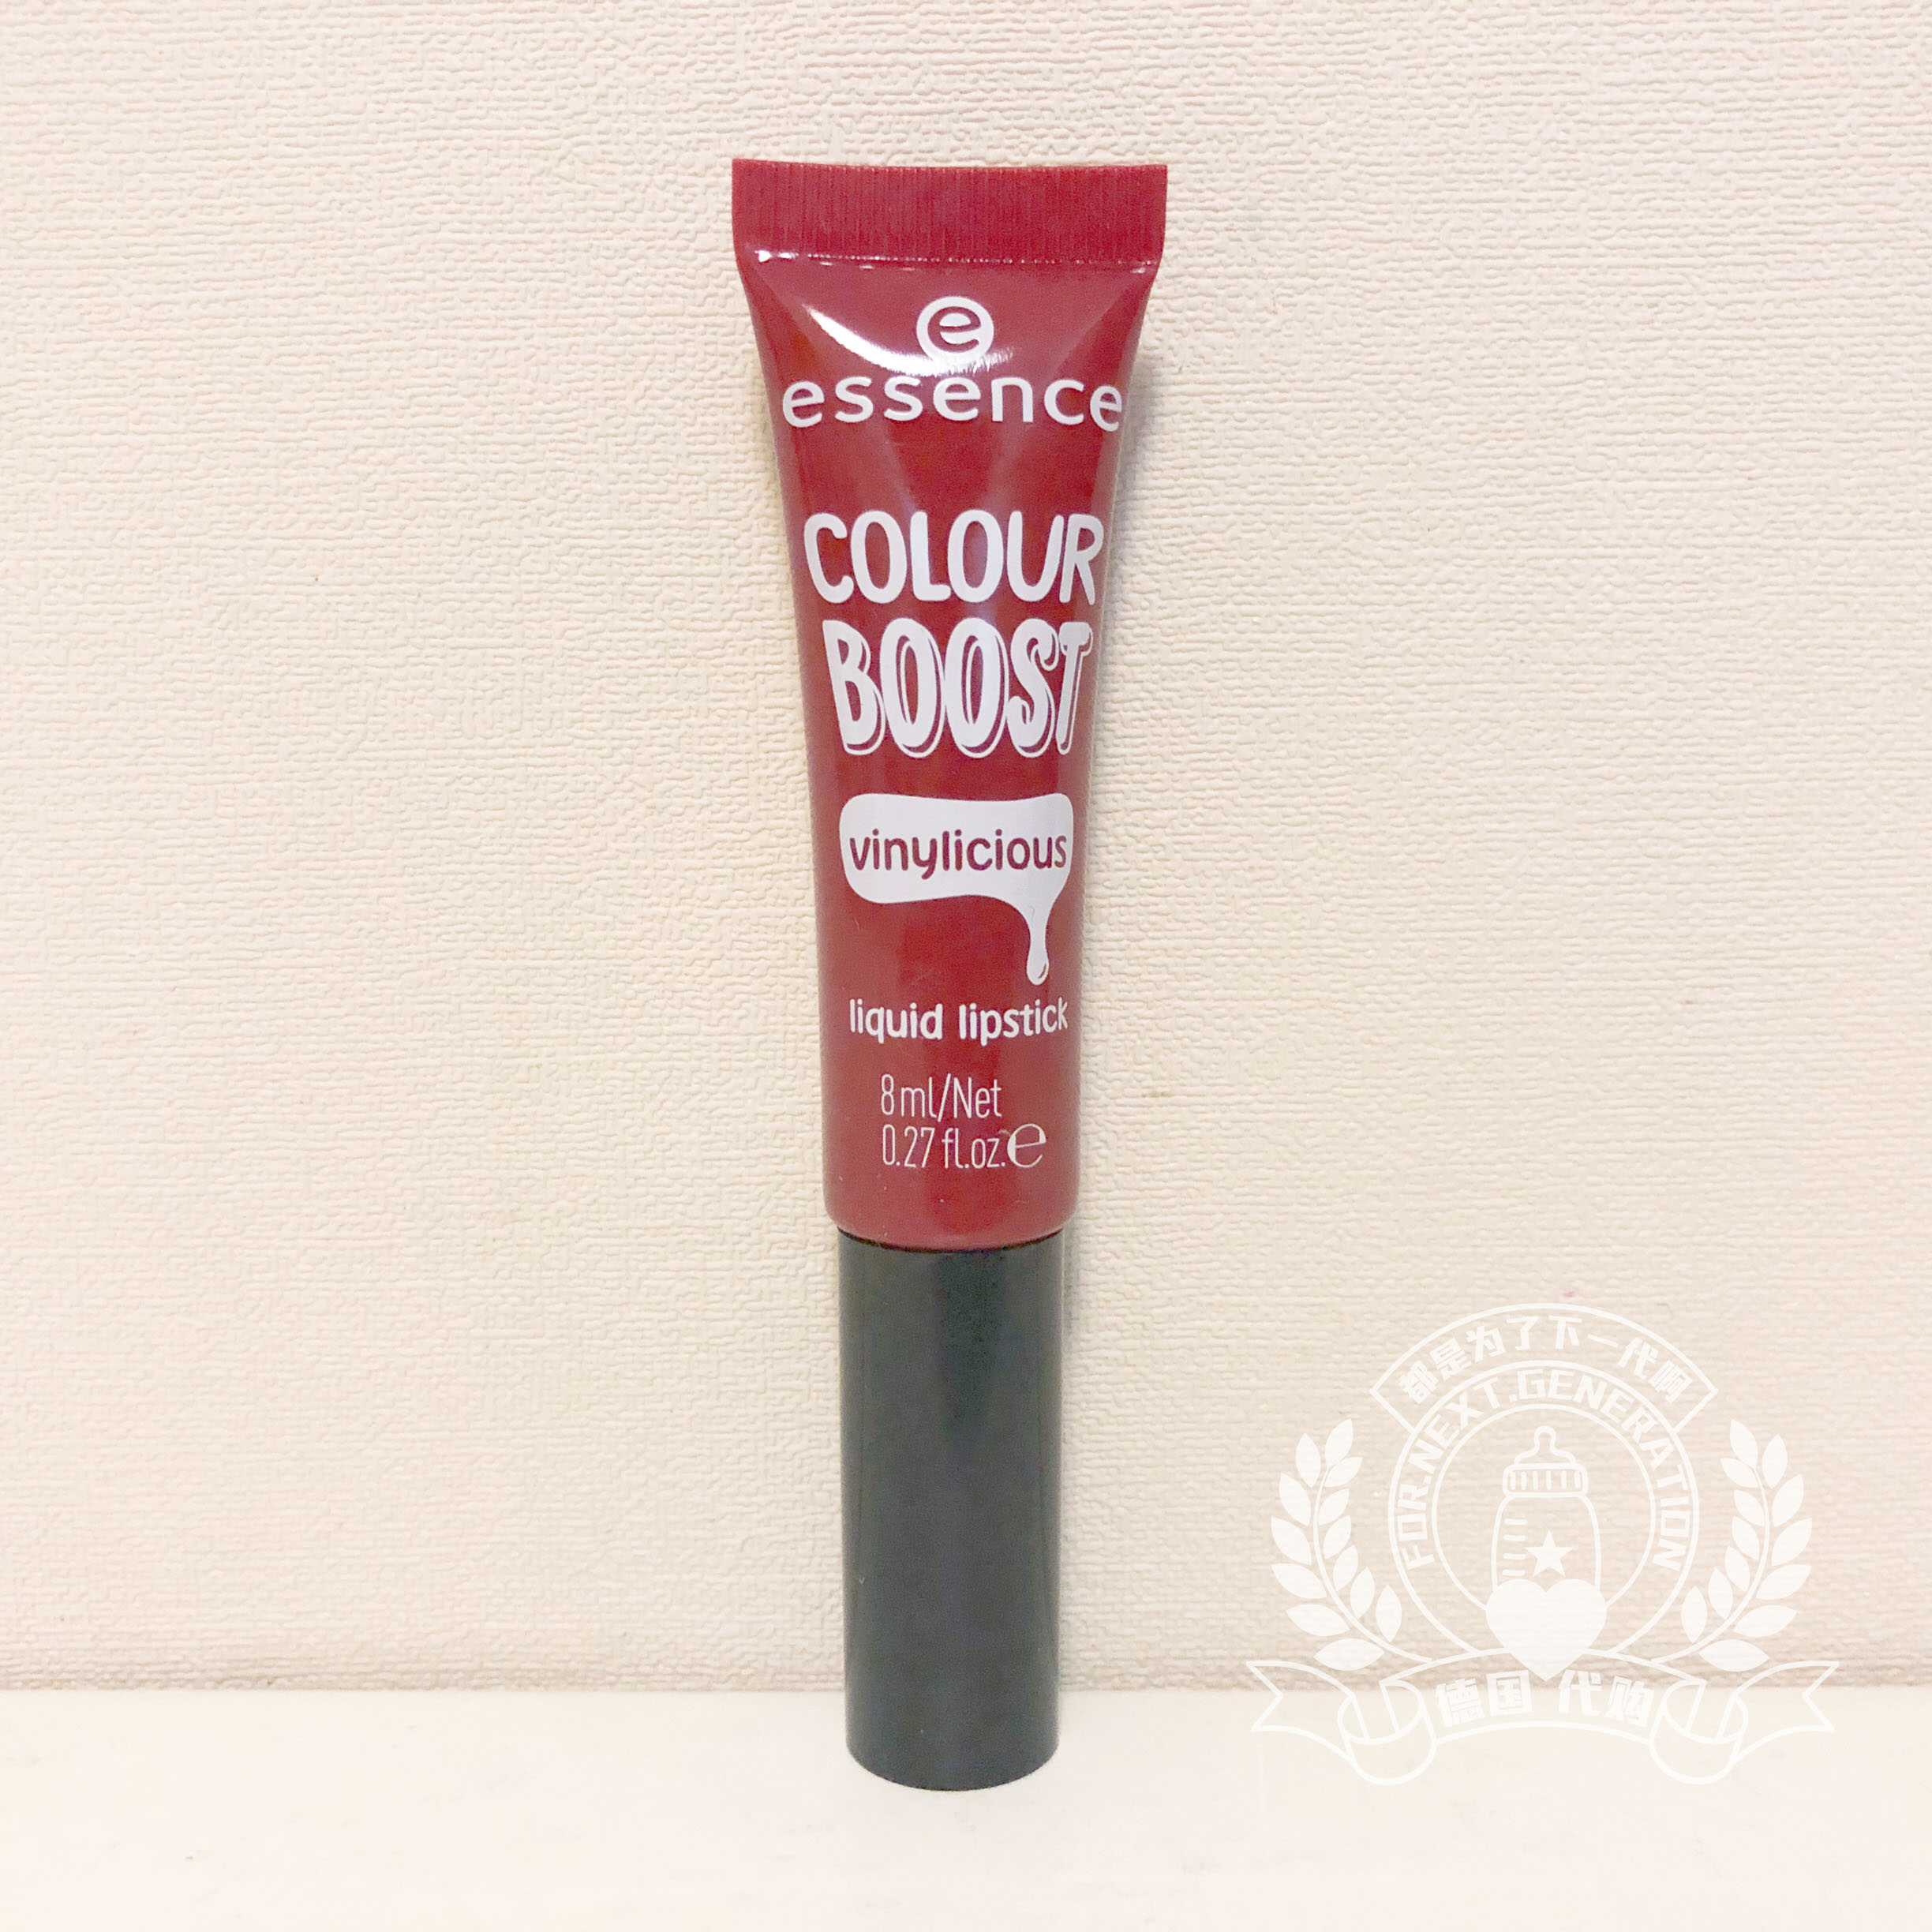 e
essence
COLOUR
BOOST
vinylicious
liquid lipstick
8 ml/Net
0.27 fl.oz.e
都是为了下一代啊
FOR.NEXT.GENERATION
德国 代购